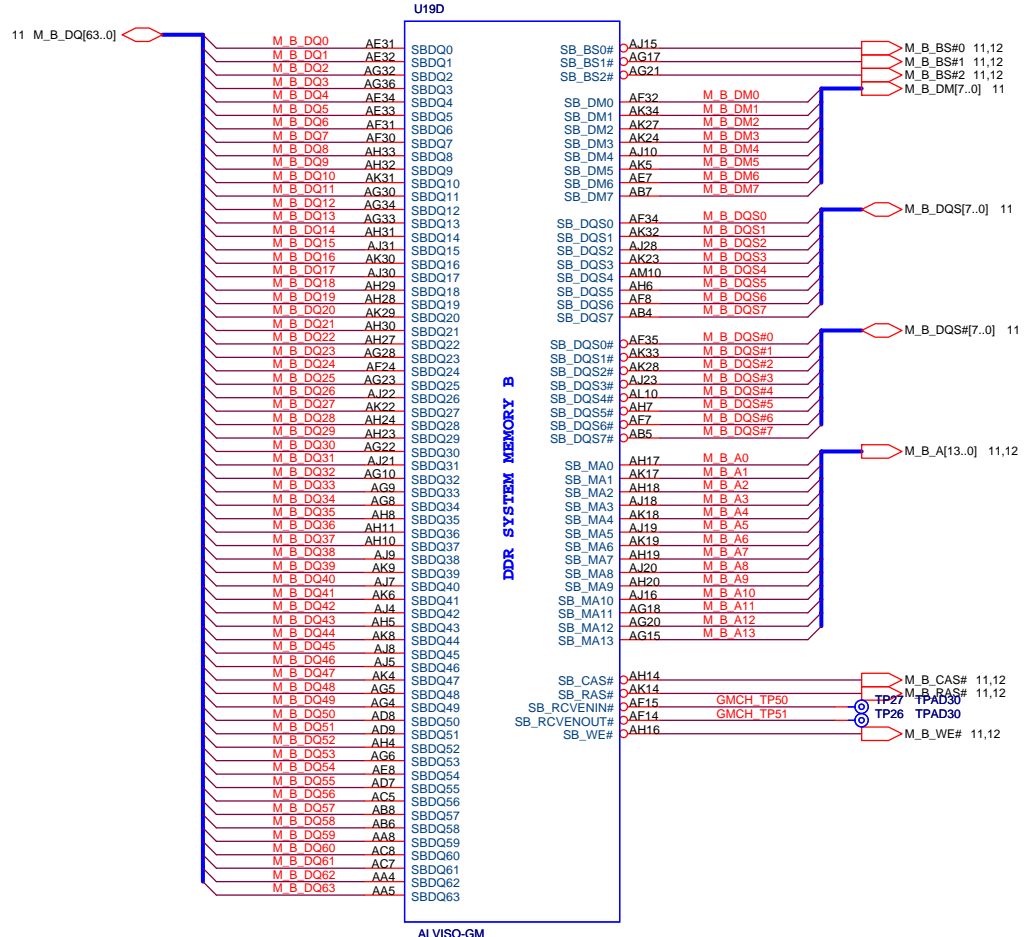 U19D
11 M_B_DQ[63..0]
M_B_DQ0 AE31 SBDQ0
M_B_DQ1 AE32 SBDQ1
M_B_DQ2 AG32 SBDQ2
M_B_DQ3 AG36 SBDQ3
M_B_DQ4 AE34 SBDQ4
M_B_DQ5 AE33 SBDQ5
M_B_DQ6 AF31 SBDQ6
M_B_DQ7 AF30 SBDQ7
M_B_DQ8 AH33 SBDQ8
M_B_DQ9 AH32 SBDQ9
M_B_DQ10 AK31 SBDQ10
M_B_DQ11 AG30 SBDQ11
M_B_DQ12 AG34 SBDQ12
M_B_DQ13 AG33 SBDQ13
M_B_DQ14 AH31 SBDQ14
M_B_DQ15 AJ31 SBDQ15
M_B_DQ16 AK30 SBDQ16
M_B_DQ17 AJ30 SBDQ17
M_B_DQ18 AH29 SBDQ18
M_B_DQ19 AH28 SBDQ19
M_B_DQ20 AK29 SBDQ20
M_B_DQ21 AH30 SBDQ21
M_B_DQ22 AH27 SBDQ22
M_B_DQ23 AG28 SBDQ23
M_B_DQ24 AF24 SBDQ24
M_B_DQ25 AG23 SBDQ25
M_B_DQ26 AJ22 SBDQ26
M_B_DQ27 AK22 SBDQ27
M_B_DQ28 AH24 SBDQ28
M_B_DQ29 AH23 SBDQ29
M_B_DQ30 AG22 SBDQ30
M_B_DQ31 AJ21 SBDQ31
M_B_DQ32 AG10 SBDQ32
M_B_DQ33 AG9 SBDQ33
M_B_DQ34 AG8 SBDQ34
M_B_DQ35 AH8 SBDQ35
M_B_DQ36 AH11 SBDQ36
M_B_DQ37 AH10 SBDQ37
M_B_DQ38 AJ9 SBDQ38
M_B_DQ39 AK9 SBDQ39
M_B_DQ40 AJ7 SBDQ40
M_B_DQ41 AK6 SBDQ41
M_B_DQ42 AJ4 SBDQ42
M_B_DQ43 AH5 SBDQ43
M_B_DQ44 AK8 SBDQ44
M_B_DQ45 AJ8 SBDQ45
M_B_DQ46 AJ5 SBDQ46
M_B_DQ47 AK4 SBDQ47
M_B_DQ48 AG5 SBDQ48
M_B_DQ49 AG4 SBDQ49
M_B_DQ50 AD8 SBDQ50
M_B_DQ51 AD9 SBDQ51
M_B_DQ52 AH4 SBDQ52
M_B_DQ53 AG6 SBDQ53
M_B_DQ54 AE8 SBDQ54
M_B_DQ55 AD7 SBDQ55
M_B_DQ56 AC5 SBDQ56
M_B_DQ57 AB8 SBDQ57
M_B_DQ58 AB6 SBDQ58
M_B_DQ59 AA8 SBDQ59
M_B_DQ60 AC8 SBDQ60
M_B_DQ61 AC7 SBDQ61
M_B_DQ62 AA4 SBDQ62
M_B_DQ63 AA5 SBDQ63
DDR SYSTEM MEMORY B
SB_BS0# AJ15 M_B_BS#0 11,12
SB_BS1# AG17 M_B_BS#1 11,12
SB_BS2# AG21 M_B_BS#2 11,12
M_B_DM[7..0] 11
SB_DM0 AF32 M_B_DM0
SB_DM1 AK34 M_B_DM1
SB_DM2 AK27 M_B_DM2
SB_DM3 AK24 M_B_DM3
SB_DM4 AJ10 M_B_DM4
SB_DM5 AK5 M_B_DM5
SB_DM6 AE7 M_B_DM6
SB_DM7 AB7 M_B_DM7
M_B_DQS[7..0] 11
SB_DQS0 AF34 M_B_DQS0
SB_DQS1 AK32 M_B_DQS1
SB_DQS2 AJ28 M_B_DQS2
SB_DQS3 AK23 M_B_DQS3
SB_DQS4 AM10 M_B_DQS4
SB_DQS5 AH6 M_B_DQS5
SB_DQS6 AF8 M_B_DQS6
SB_DQS7 AB4 M_B_DQS7
M_B_DQS#[7..0] 11
SB_DQS0# AF35 M_B_DQS#0
SB_DQS1# AK33 M_B_DQS#1
SB_DQS2# AK28 M_B_DQS#2
SB_DQS3# AJ23 M_B_DQS#3
SB_DQS4# AL10 M_B_DQS#4
SB_DQS5# AH7 M_B_DQS#5
SB_DQS6# AF7 M_B_DQS#6
SB_DQS7# AB5 M_B_DQS#7
M_B_A[13..0] 11,12
SB_MA0 AH17 M_B_A0
SB_MA1 AK17 M_B_A1
SB_MA2 AH18 M_B_A2
SB_MA3 AJ18 M_B_A3
SB_MA4 AK18 M_B_A4
SB_MA5 AJ19 M_B_A5
SB_MA6 AK19 M_B_A6
SB_MA7 AH19 M_B_A7
SB_MA8 AJ20 M_B_A8
SB_MA9 AH20 M_B_A9
SB_MA10 AJ16 M_B_A10
SB_MA11 AG18 M_B_A11
SB_MA12 AG20 M_B_A12
SB_MA13 AG15 M_B_A13
SB_CAS# AH14 M_B_CAS# 11,12
SB_RAS# AK14 M_B_RAS# 11,12
SB_RCVENIN# AF15 GMCH_TP50 TP27 TPAD30
SB_RCVENOUT# AF14 GMCH_TP51 TP26 TPAD30
SB_WE# AH16 M_B_WE# 11,12
ALVISO-GM